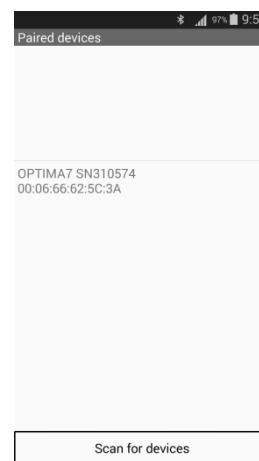 97% 9:5
Paired devices
OPTIMA7 SN310574
00:06:66:62:5C:3A
Scan for devices